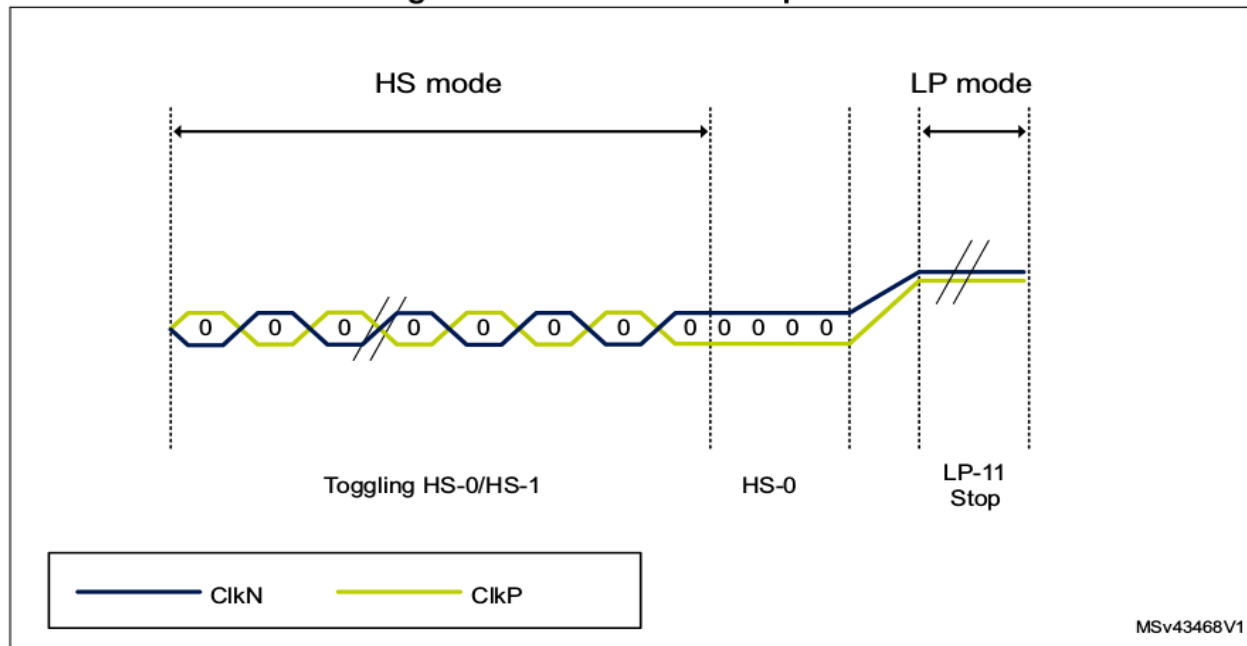 HS mode
LP mode
0 0 0 0 0 0 0 0 0 0 0
Toggling HS-0/HS-1
HS-0
LP-11
Stop
ClkN
ClkP
MSv43468V1